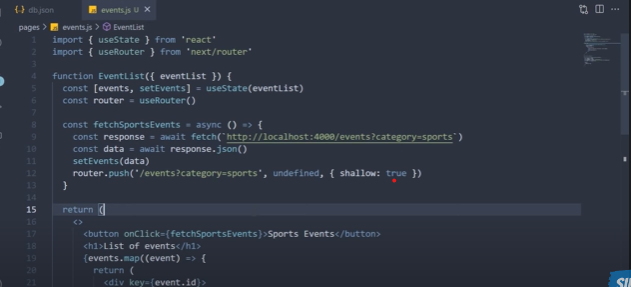 {..} db.json events.js U ×
pages > events.js > EventList
1 import { useState } from 'react'
2 import { useRouter } from 'next/router'
3
4 function EventList({ eventList }) {
5 const [events, setEvents] = useState(eventList)
6 const router = useRouter()
7
8 const fetchSportsEvents = async () => {
9 const response = await fetch(`http://localhost:4000/events?category=sports`)
10 const data = await response.json()
11 setEvents(data)
12 router.push('/events?category=sports', undefined, { shallow: true })
13 }
14
15 return (
16 <>
17 <button onClick={fetchSportsEvents}>Sports Events</button>
18 <h1>List of events</h1>
19 {events.map((event) => {
20 return (
21 <div key={event.id}>